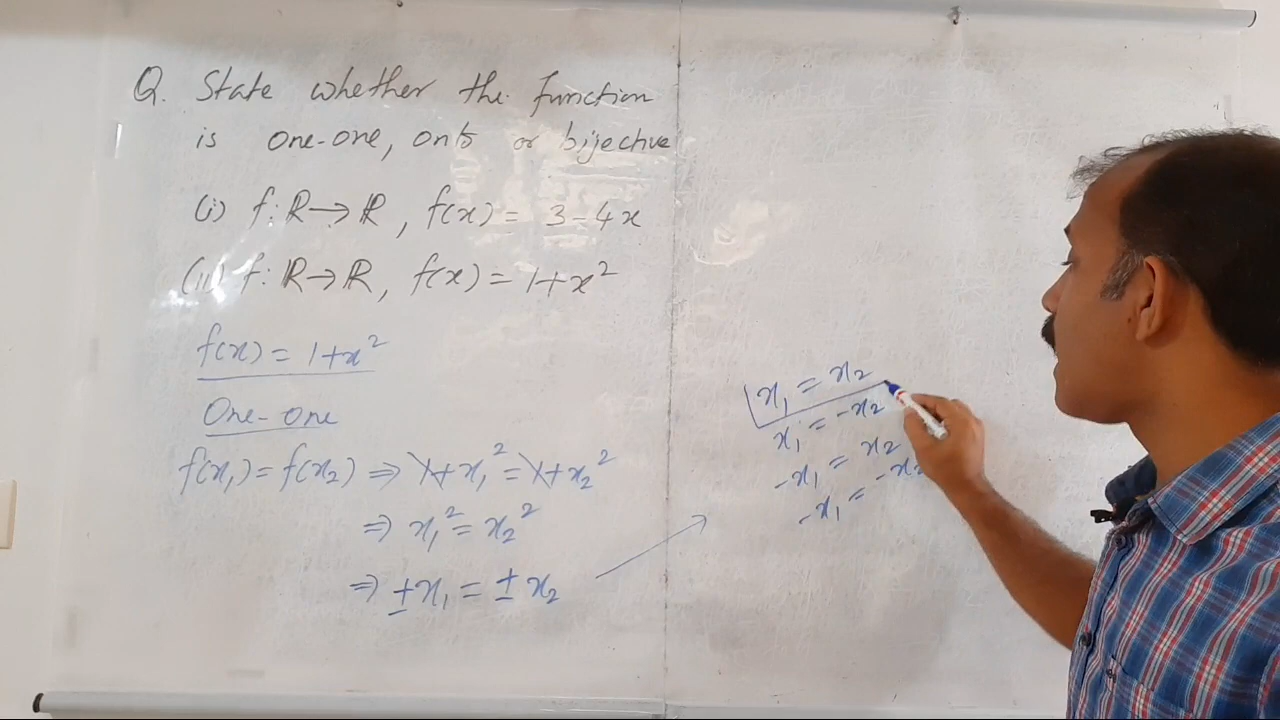 Q. State whether the function
is one-one, onto or bijective
(i) f: ℝ→ℝ, f(x) = 3-4x
(ii) f: ℝ→ℝ, f(x) = 1+x²
f(x) = 1+x²
One-one
f(x₁) = f(x₂) ⇒ 1+x₁² = 1+x₂²
⇒ x₁² = x₂²
⇒ ±x₁ = ±x₂
x₁ = x₂
x₁ = -x₂
-x₁ = x₂
-x₁ = -x₂